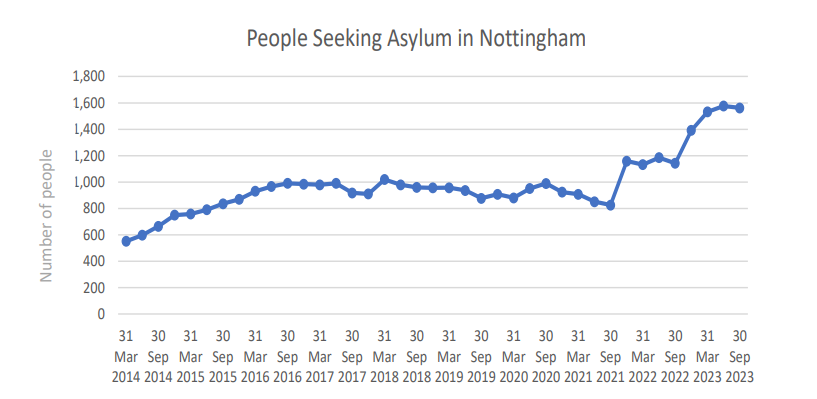 People Seeking Asylum in Nottingham
1,800
1,600
1,400
1,200
1,000
800
600
400
200
0
Number of people
31 30 31 30 31 30 31 30 31 30 31 30 31 30 31 30 31 30 31 30
Mar Sep Mar Sep Mar Sep Mar Sep Mar Sep Mar Sep Mar Sep Mar Sep Mar Sep Mar Sep
2014 2014 2015 2015 2016 2016 2017 2017 2018 2018 2019 2019 2020 2020 2021 2021 2022 2022 2023 2023